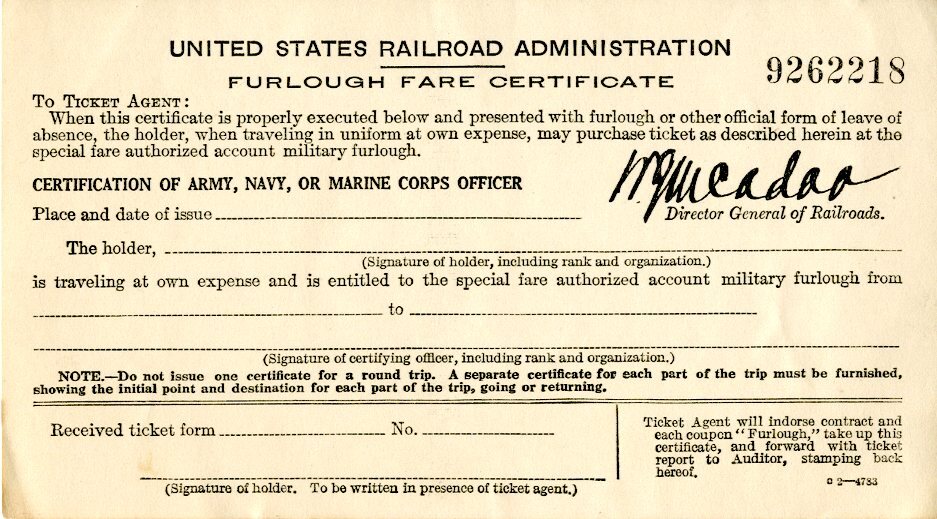 UNITED STATES RAILROAD ADMINISTRATION
FURLOUGH FARE CERTIFICATE
9262218
TO TICKET AGENT:
When this certificate is properly executed below and presented with furlough or other official form of leave of
absence, the holder, when traveling in uniform at own expense, may purchase ticket as described herein at the
special fare authorized account military furlough.
CERTIFICATION OF ARMY, NAVY, OR MARINE CORPS OFFICER
W G McAdoo
Place and date of issue
Director General of Railroads.
The holder,
(Signature of holder, including rank and organization.)
is traveling at own expense and is entitled to the special fare authorized account military furlough from
to
(Signature of certifying officer, including rank and organization.)
NOTE.—Do not issue one certificate for a round trip. A separate certificate for each part of the trip must be furnished,
showing the initial point and destination for each part of the trip, going or returning.
Received ticket form No.
(Signature of holder. To be written in presence of ticket agent.)
Ticket Agent will indorse contract and
each coupon "Furlough," take up this
certificate, and forward with ticket
report to Auditor, stamping back
hereof.
c 2—4783